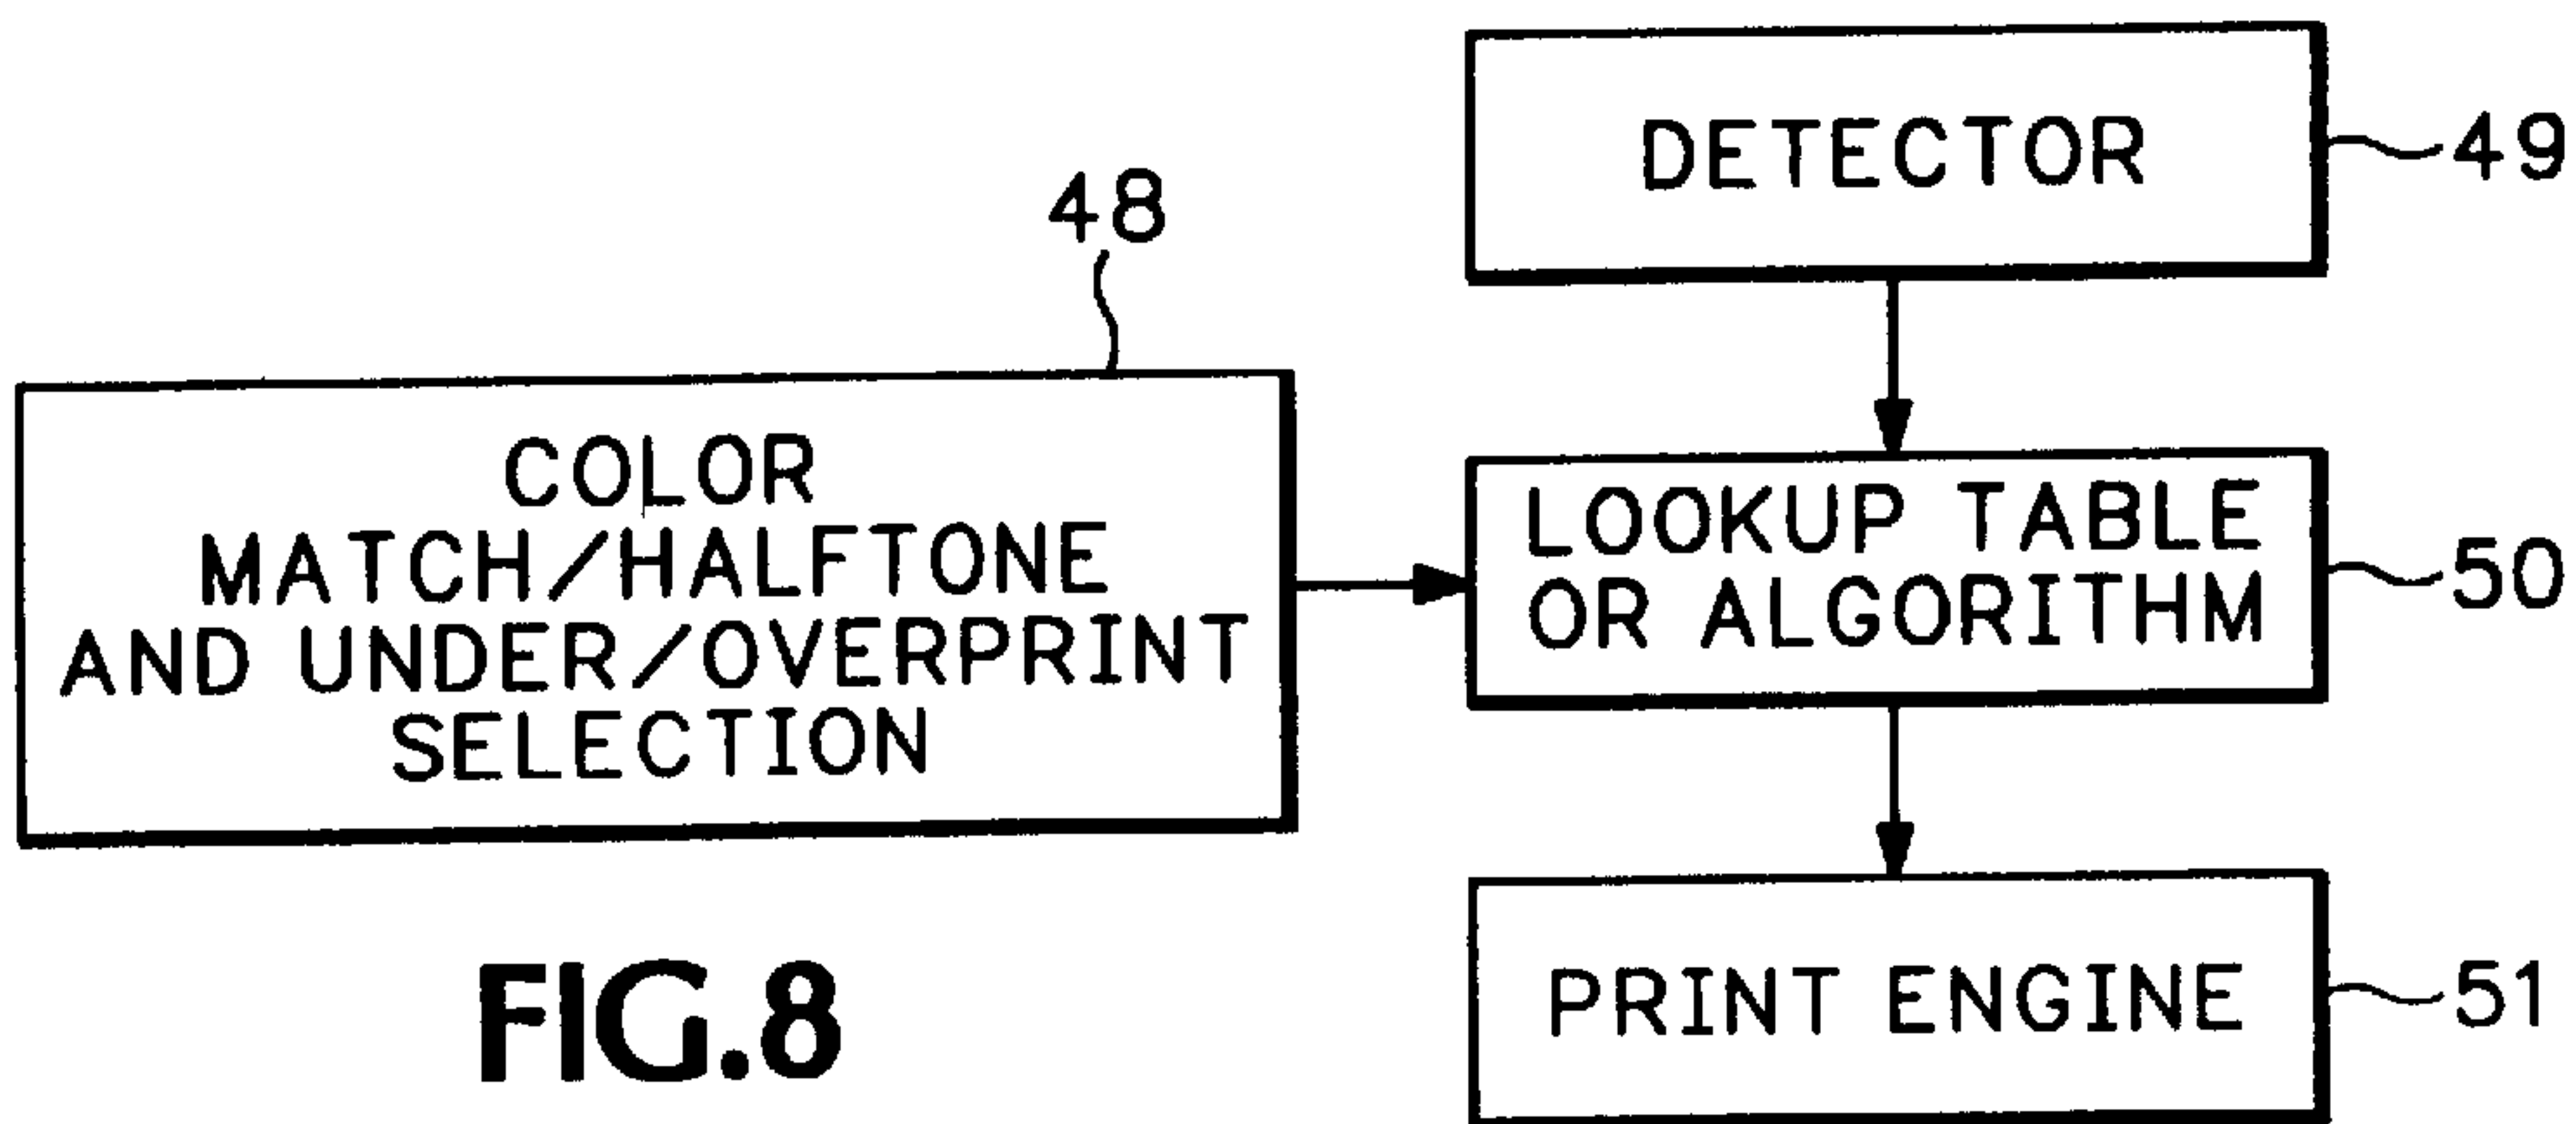 48
COLOR
MATCH/HALFTONE
AND UNDER/OVERPRINT
SELECTION
DETECTOR
49
LOOKUP TABLE
OR ALGORITHM
50
PRINT ENGINE
51
FIG.8